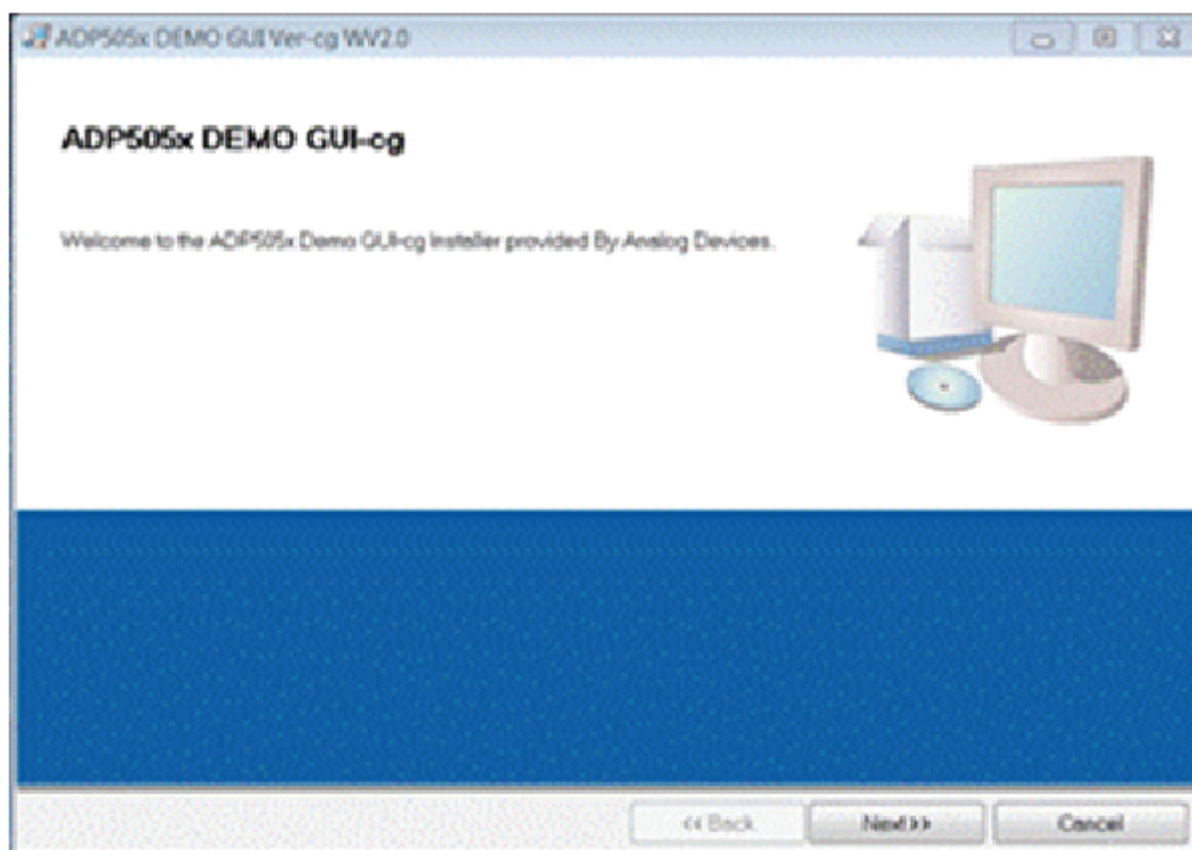 ADP505x DEMO GUI Ver-cg WV2.0
ADP505x DEMO GUI-cg
Welcome to the ADP505x Demo GUI-cg Installer provided By Analog Devices.
<< Back
Next >>
Cancel